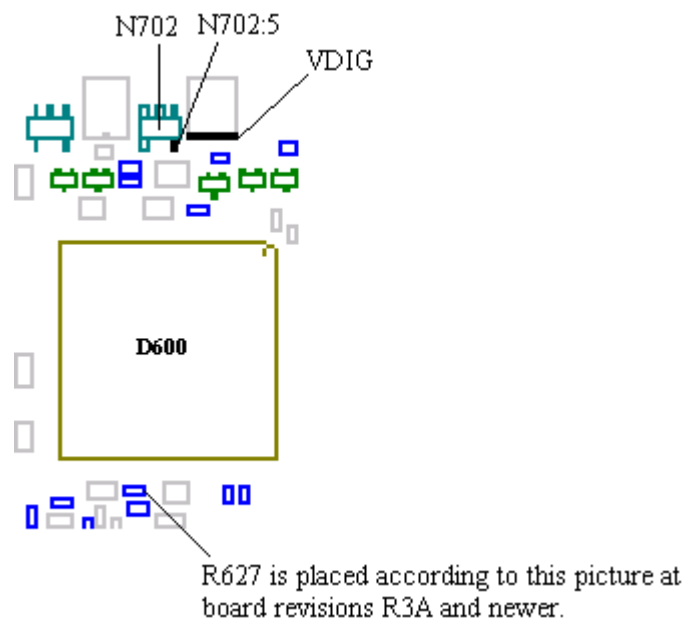 N702 N702:5
VDIG
D600
R627 is placed according to this picture at
board revisions R3A and newer.